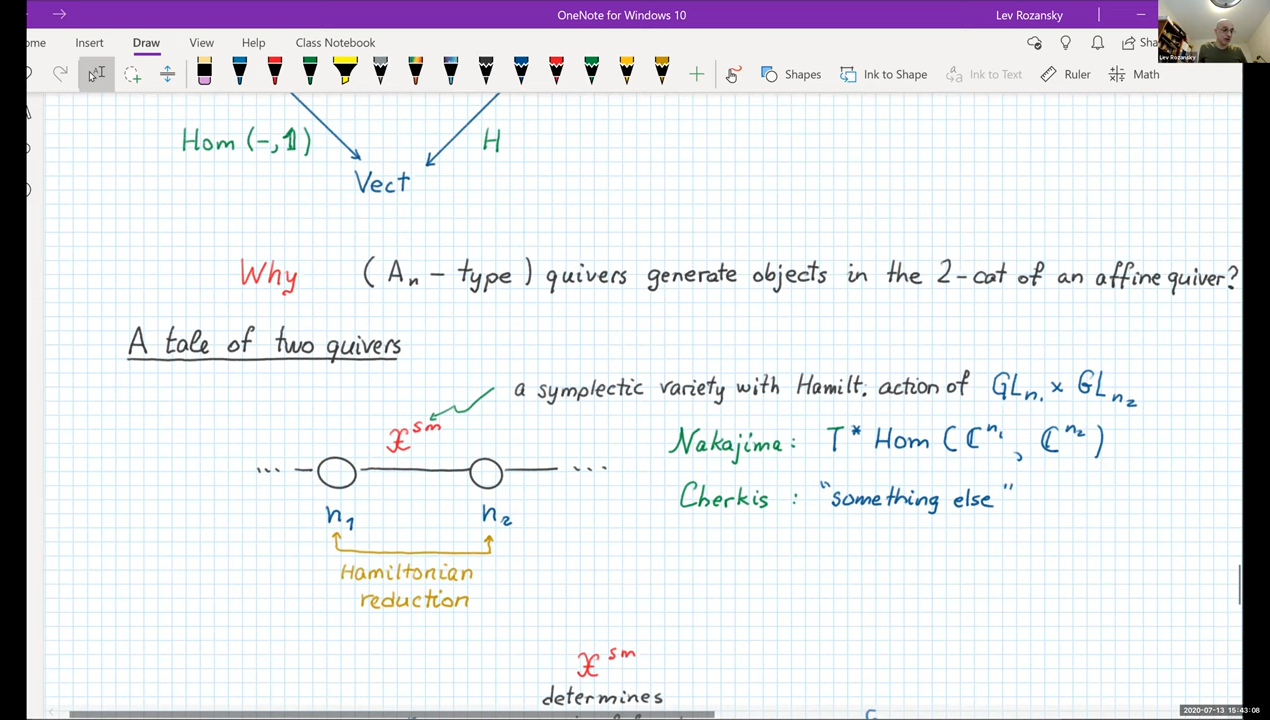 OneNote for Windows 10
Lev Rozansky
Lev Rozansky
Insert Draw View Help Class Notebook
Shapes Ink to Shape Ink to Text Ruler Math
Hom (-, 𝟙) H
Vect
Why (Aₙ - type) quivers generate objects in the 2-cat of an affine quiver?
A tale of two quivers
a symplectic variety with Hamilt. action of GLₙ₁ × GLₙ₂
𝔛ˢᵐ
Nakajima: T* Hom (ℂⁿ¹, ℂⁿ²)
... ...
Cherkis : "something else"
n₁ n₂
Hamiltonian
reduction
𝔛ˢᵐ
determines
2020-07-13 15:43:08